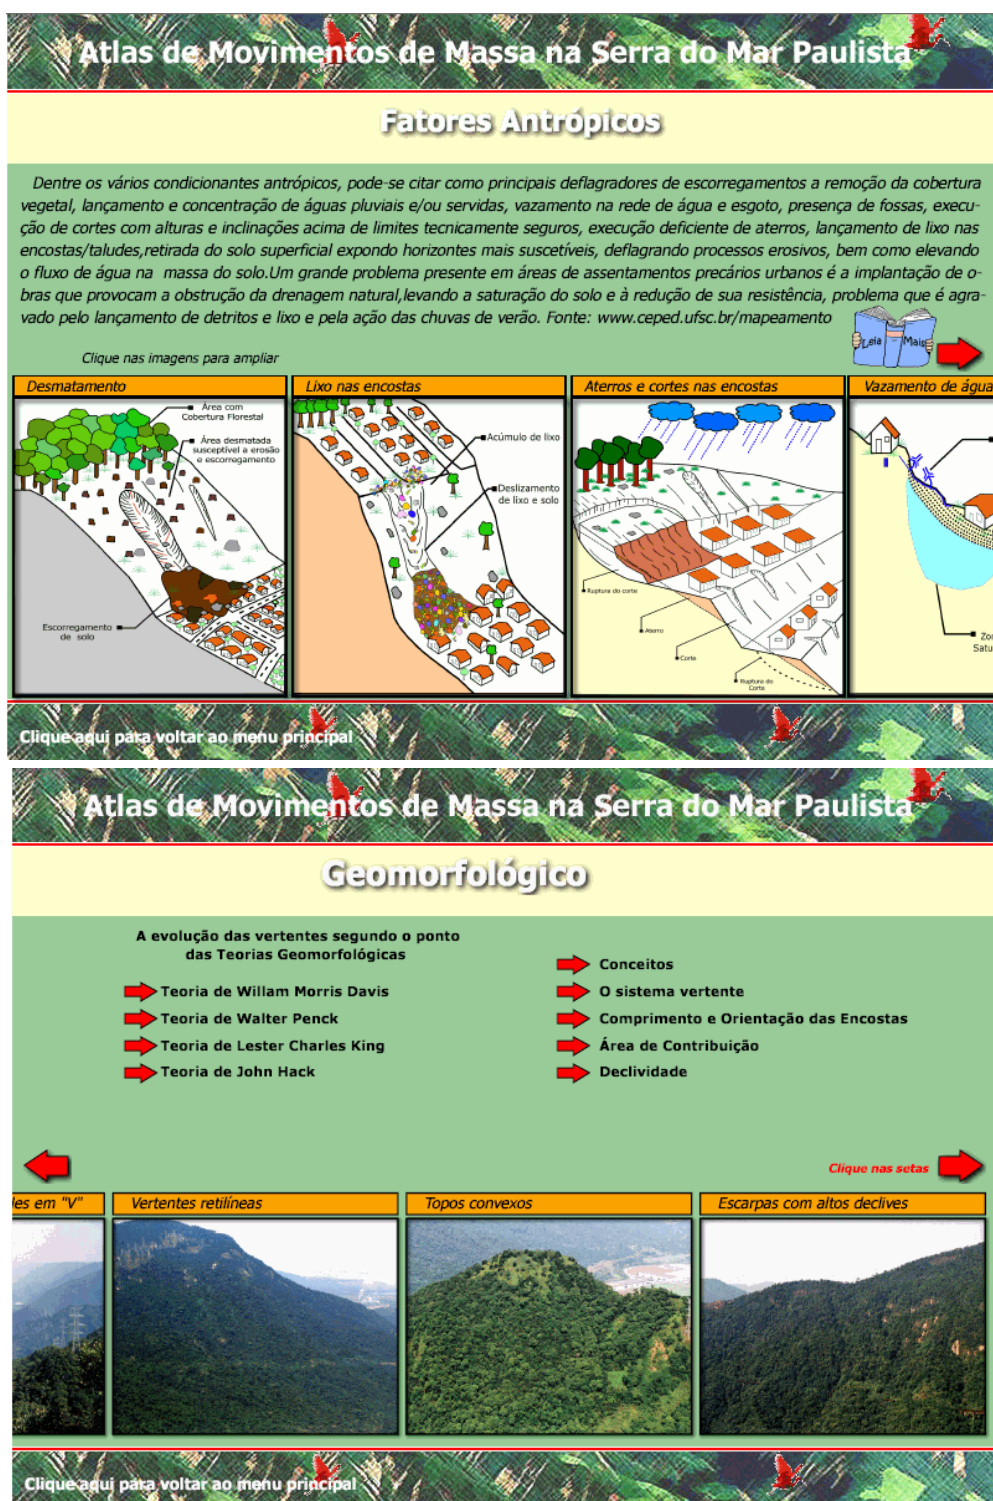 Atlas de Movimentos de Massa na Serra do Mar Paulista
Fatores Antrópicos
Dentre os vários condicionantes antrópicos, pode-se citar como principais deflagradores de escorregamentos a remoção da cobertura
vegetal, lançamento e concentração de águas pluviais e/ou servidas, vazamento na rede de água e esgoto, presença de fossas, execu-
ção de cortes com alturas e inclinações acima de limites tecnicamente seguros, execução deficiente de aterros, lançamento de lixo nas
encostas/taludes,retirada do solo superficial expondo horizontes mais suscetíveis, deflagrando processos erosivos, bem como elevando
o fluxo de água na massa do solo.Um grande problema presente em áreas de assentamentos precários urbanos é a implantação de o-
bras que provocam a obstrução da drenagem natural,levando a saturação do solo e à redução de sua resistência, problema que é agra-
vado pelo lançamento de detritos e lixo e pela ação das chuvas de verão. Fonte: www.ceped.ufsc.br/mapeamento
Leia Mais
Clique nas imagens para ampliar
Desmatamento
Lixo nas encostas
Aterros e cortes nas encostas
Vazamento de água
Área com
Cobertura Florestal
Área desmatada
susceptível a erosão
e escorregamento
Escorregamento
de solo
Acúmulo de lixo
Deslizamento
de lixo e solo
Ruptura do corte
Aterro
Corte
Ruptura do
Corte
Zo
Satu
Clique aqui para voltar ao menu principal
Atlas de Movimentos de Massa na Serra do Mar Paulista
Geomorfológico
A evolução das vertentes segundo o ponto
das Teorias Geomorfológicas
Teoria de Willam Morris Davis
Teoria de Walter Penck
Teoria de Lester Charles King
Teoria de John Hack
Conceitos
O sistema vertente
Comprimento e Orientação das Encostas
Área de Contribuição
Declividade
Clique nas setas
les em "V"
Vertentes retilíneas
Topos convexos
Escarpas com altos declives
Clique aqui para voltar ao menu principal